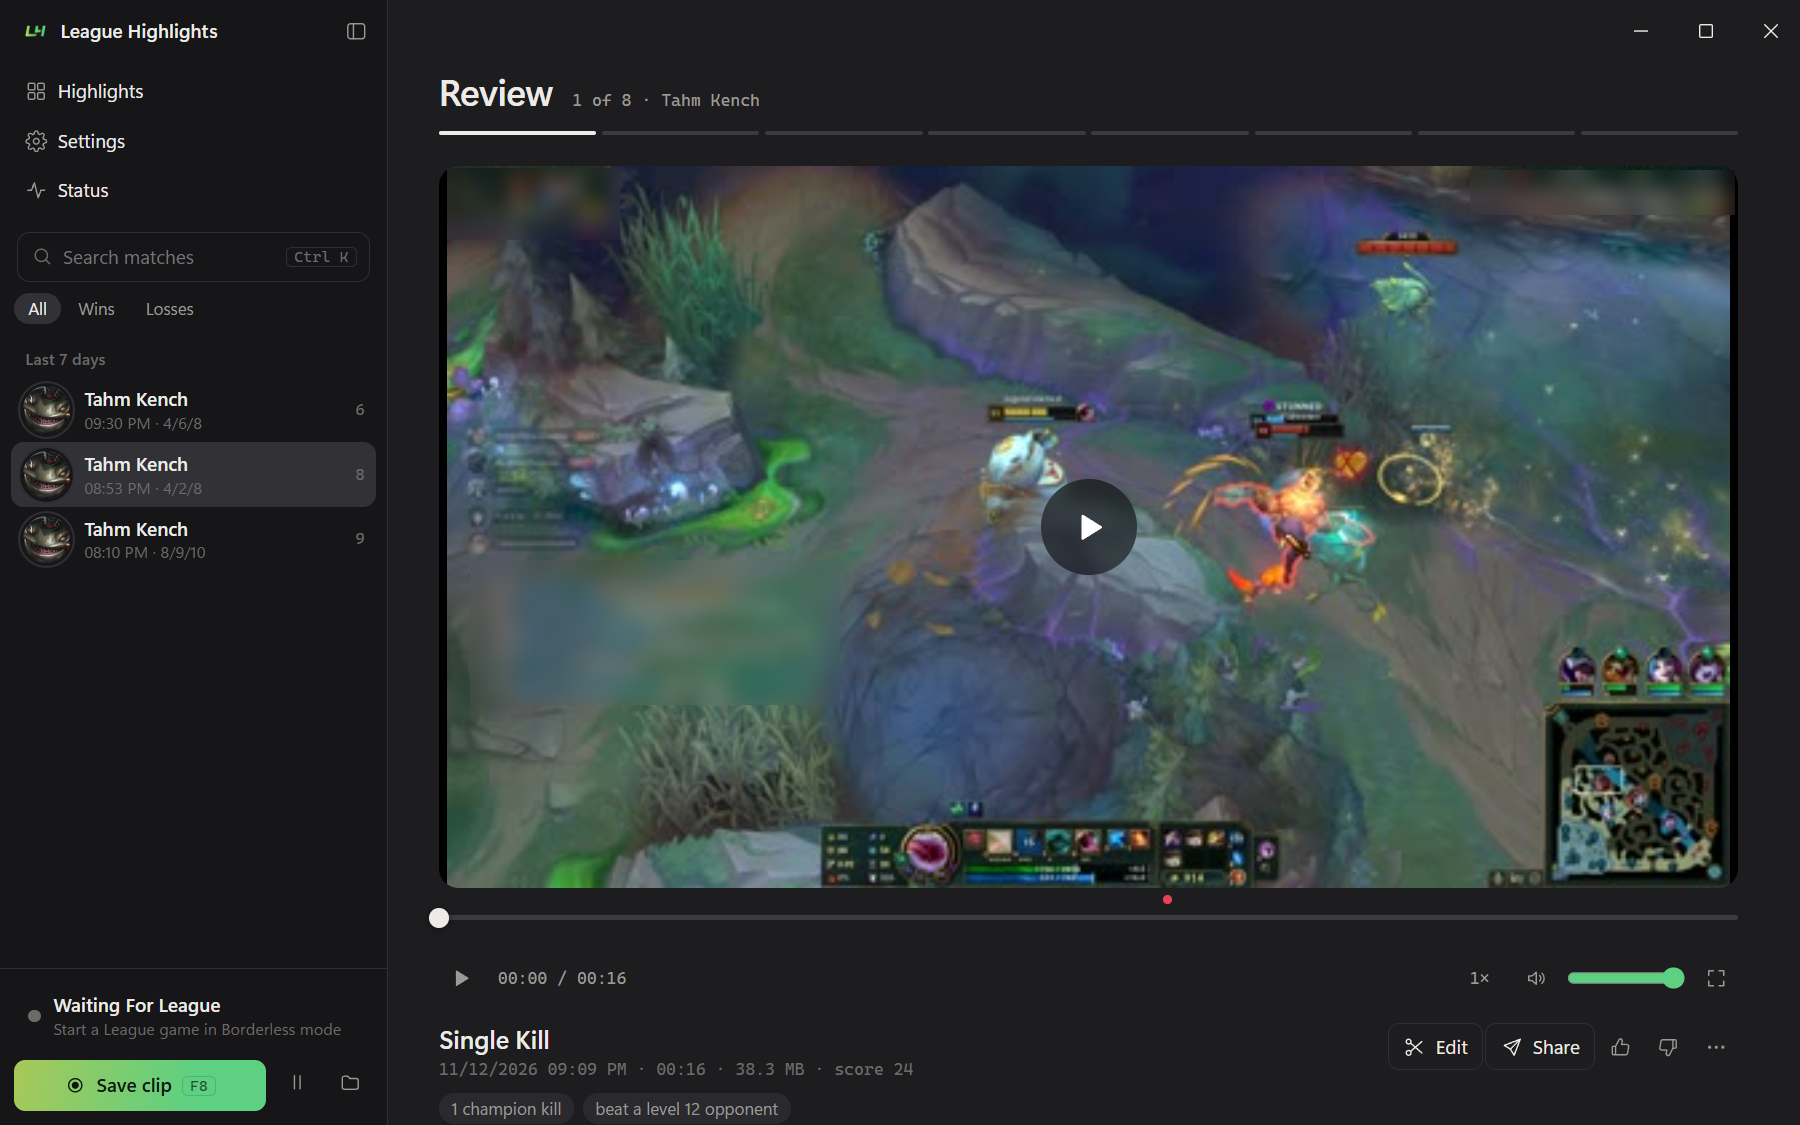 LH League Highlights
Highlights
Settings
Status
Search matches Ctrl K
All Wins Losses
Last 7 days
Tahm Kench
09:30 PM · 4/6/8
6
Tahm Kench
08:53 PM · 4/2/8
8
Tahm Kench
08:10 PM · 8/9/10
9
Waiting For League
Start a League game in Borderless mode
Save clip F8
Review 1 of 8 · Tahm Kench
STUNNED
914
00:00 / 00:16
1×
Single Kill
11/12/2026 09:09 PM · 00:16 · 38.3 MB · score 24
Edit Share
1 champion kill beat a level 12 opponent